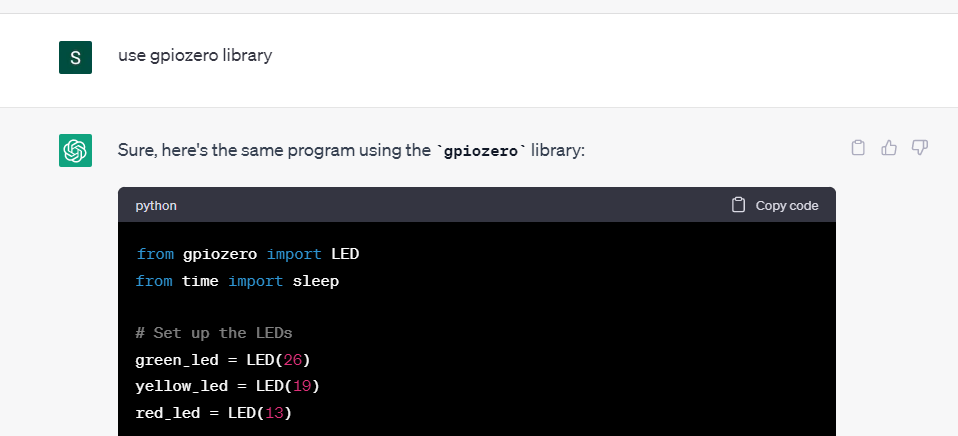 S
use gpiozero library
Sure, here's the same program using the `gpiozero` library:
python
Copy code
from gpiozero import LED
from time import sleep
# Set up the LEDs
green_led = LED(26)
yellow_led = LED(19)
red_led = LED(13)